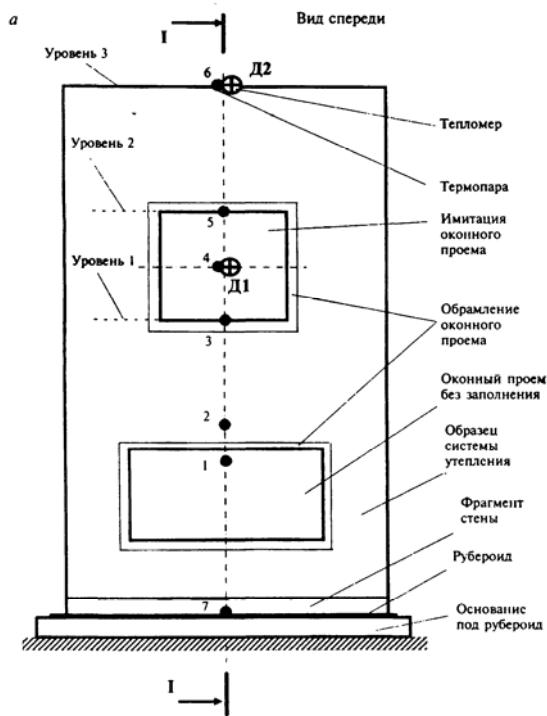 а
I
Вид спереди
Уровень 3
6
Д2
Тепломер
Уровень 2
Термопара
5
Имитация
оконного
проема
Уровень 1
4
Д1
Обрамление
оконного
проема
3
Оконный проем
без заполнения
2
Образец
системы
утепления
1
Фрагмент
стены
Рубероид
7
Основание
под рубероид
I